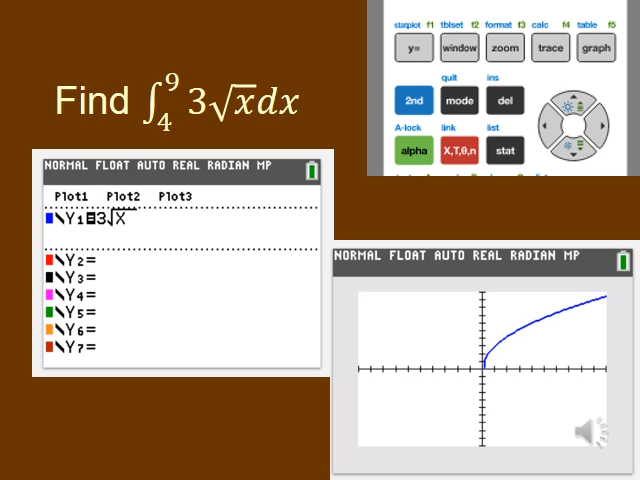 Find ∫₄⁹ 3√x dx
statplot f1 tblset f2 format f3 calc f4 table f5
y= window zoom trace graph
quit ins
2nd mode del
A-lock link list
alpha X,T,θ,n stat
NORMAL FLOAT AUTO REAL RADIAN MP
Plot1 Plot2 Plot3
\Y1=3√X
\Y2=
\Y3=
\Y4=
\Y5=
\Y6=
\Y7=
NORMAL FLOAT AUTO REAL RADIAN MP